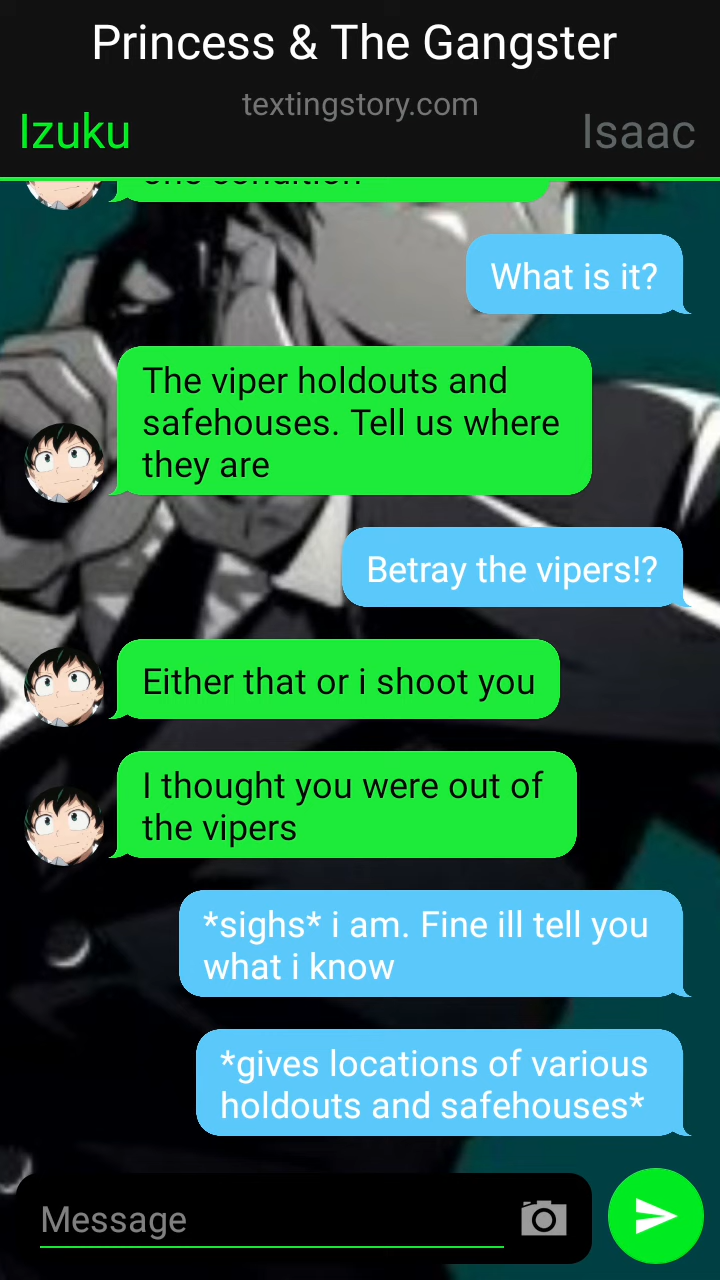 Princess & The Gangster
textingstory.com
Izuku
Isaac
one condition
What is it?
The viper holdouts and
safehouses. Tell us where
they are
Betray the vipers!?
Either that or i shoot you
I thought you were out of
the vipers
*sighs* i am. Fine ill tell you
what i know
*gives locations of various
holdouts and safehouses*
Message